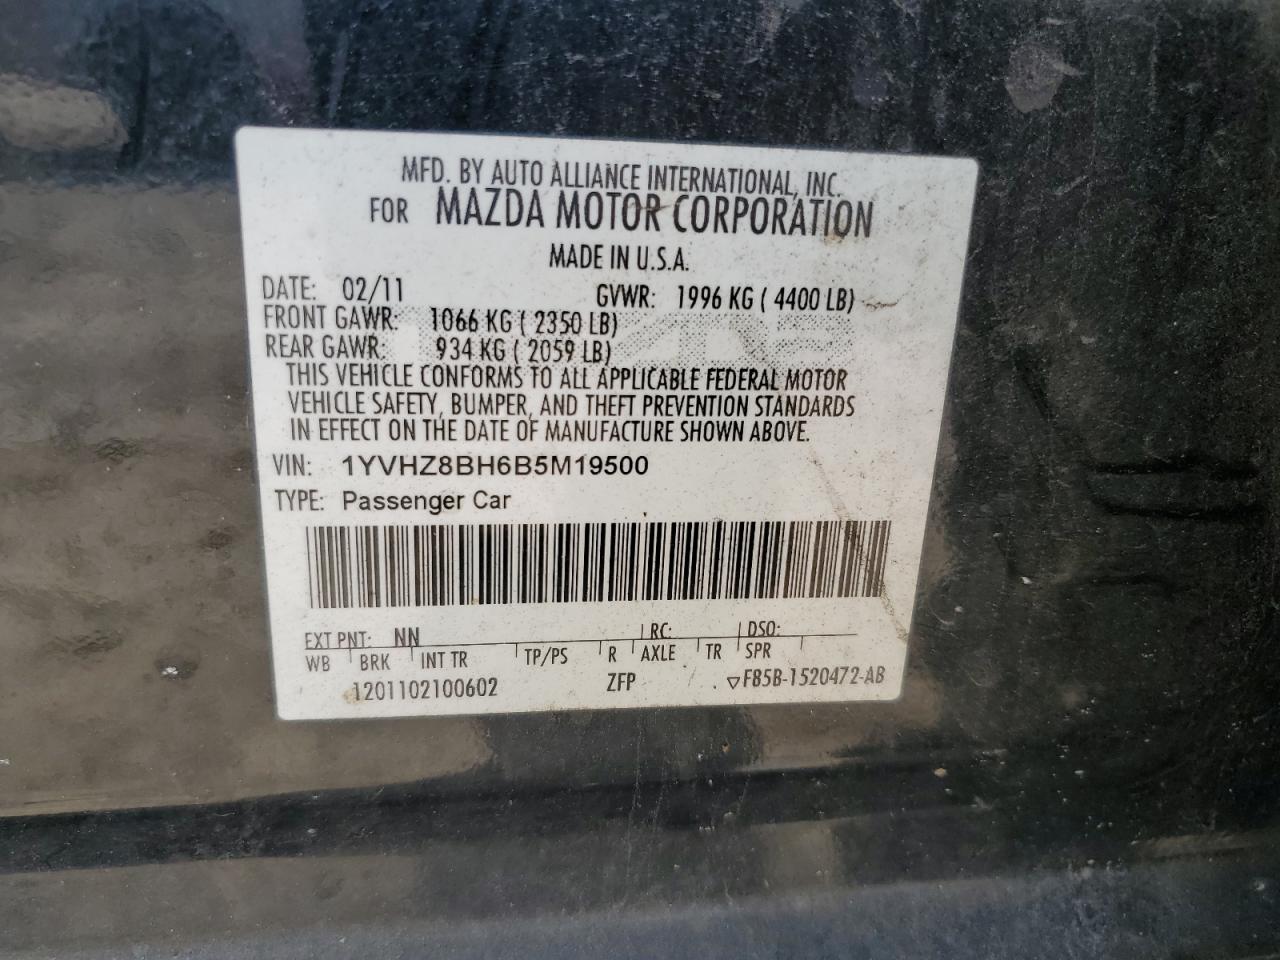 MFD. BY AUTO ALLIANCE INTERNATIONAL, INC.
FOR MAZDA MOTOR CORPORATION
MADE IN U.S.A.
DATE: 02/11 GVWR: 1996 KG ( 4400 LB)
FRONT GAWR: 1066 KG ( 2350 LB)
REAR GAWR: 934 KG ( 2059 LB)
THIS VEHICLE CONFORMS TO ALL APPLICABLE FEDERAL MOTOR
VEHICLE SAFETY, BUMPER, AND THEFT PREVENTION STANDARDS
IN EFFECT ON THE DATE OF MANUFACTURE SHOWN ABOVE.
VIN: 1YVHZ8BH6B5M19500
TYPE: Passenger Car
EXT PNT: NN RC: DSO:
WB BRK INT TR TP/PS R AXLE TR SPR
1201102100602 ZFP ▽FB5B-1520472-AB